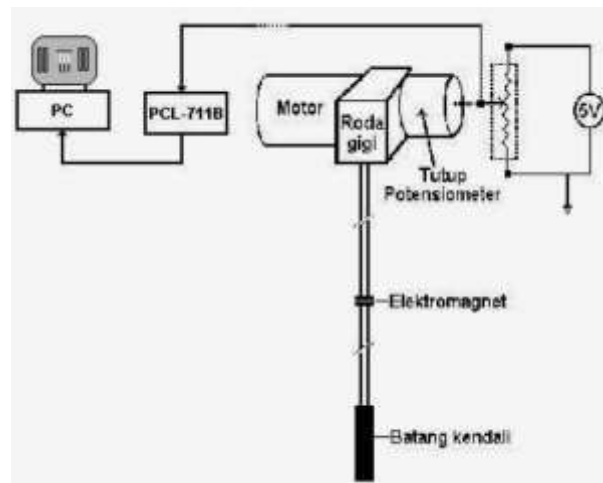 PC
PCL-711B
Motor
Roda
gigi
5V
Tutup
Potensiometer
Elektromagnet
Batang kendali